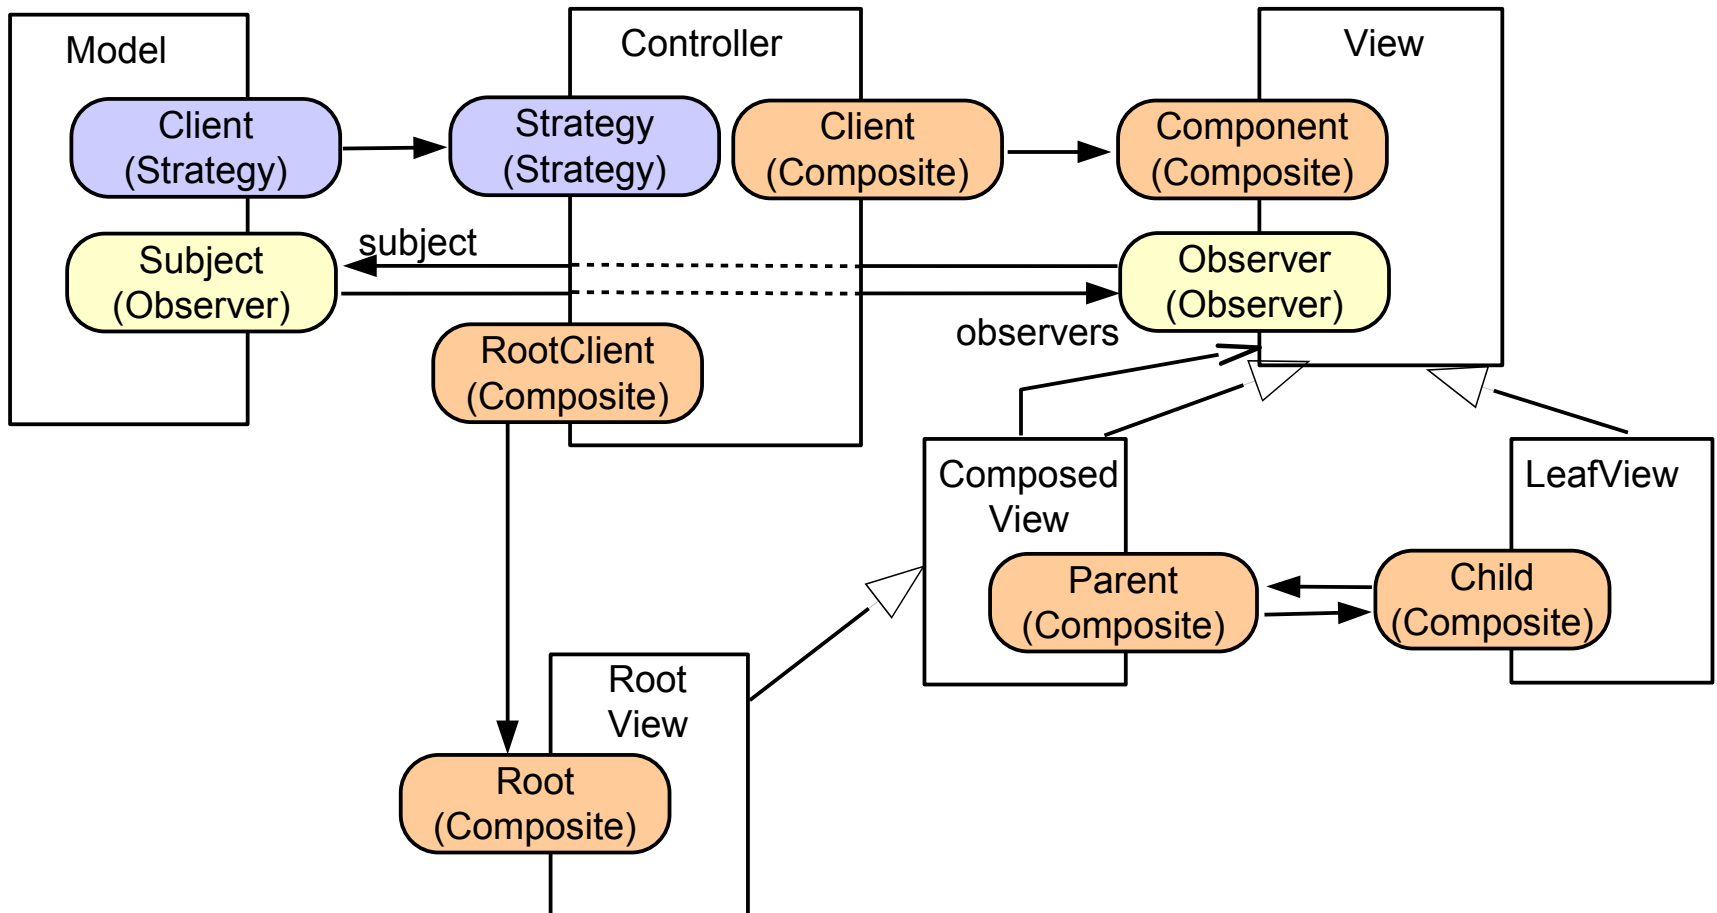 Model
Controller
View
Client
(Strategy)
Strategy
(Strategy)
Client
(Composite)
Component
(Composite)
subject
Subject
(Observer)
Observer
(Observer)
observers
RootClient
(Composite)
Composed
View
LeafView
Parent
(Composite)
Child
(Composite)
Root
View
Root
(Composite)